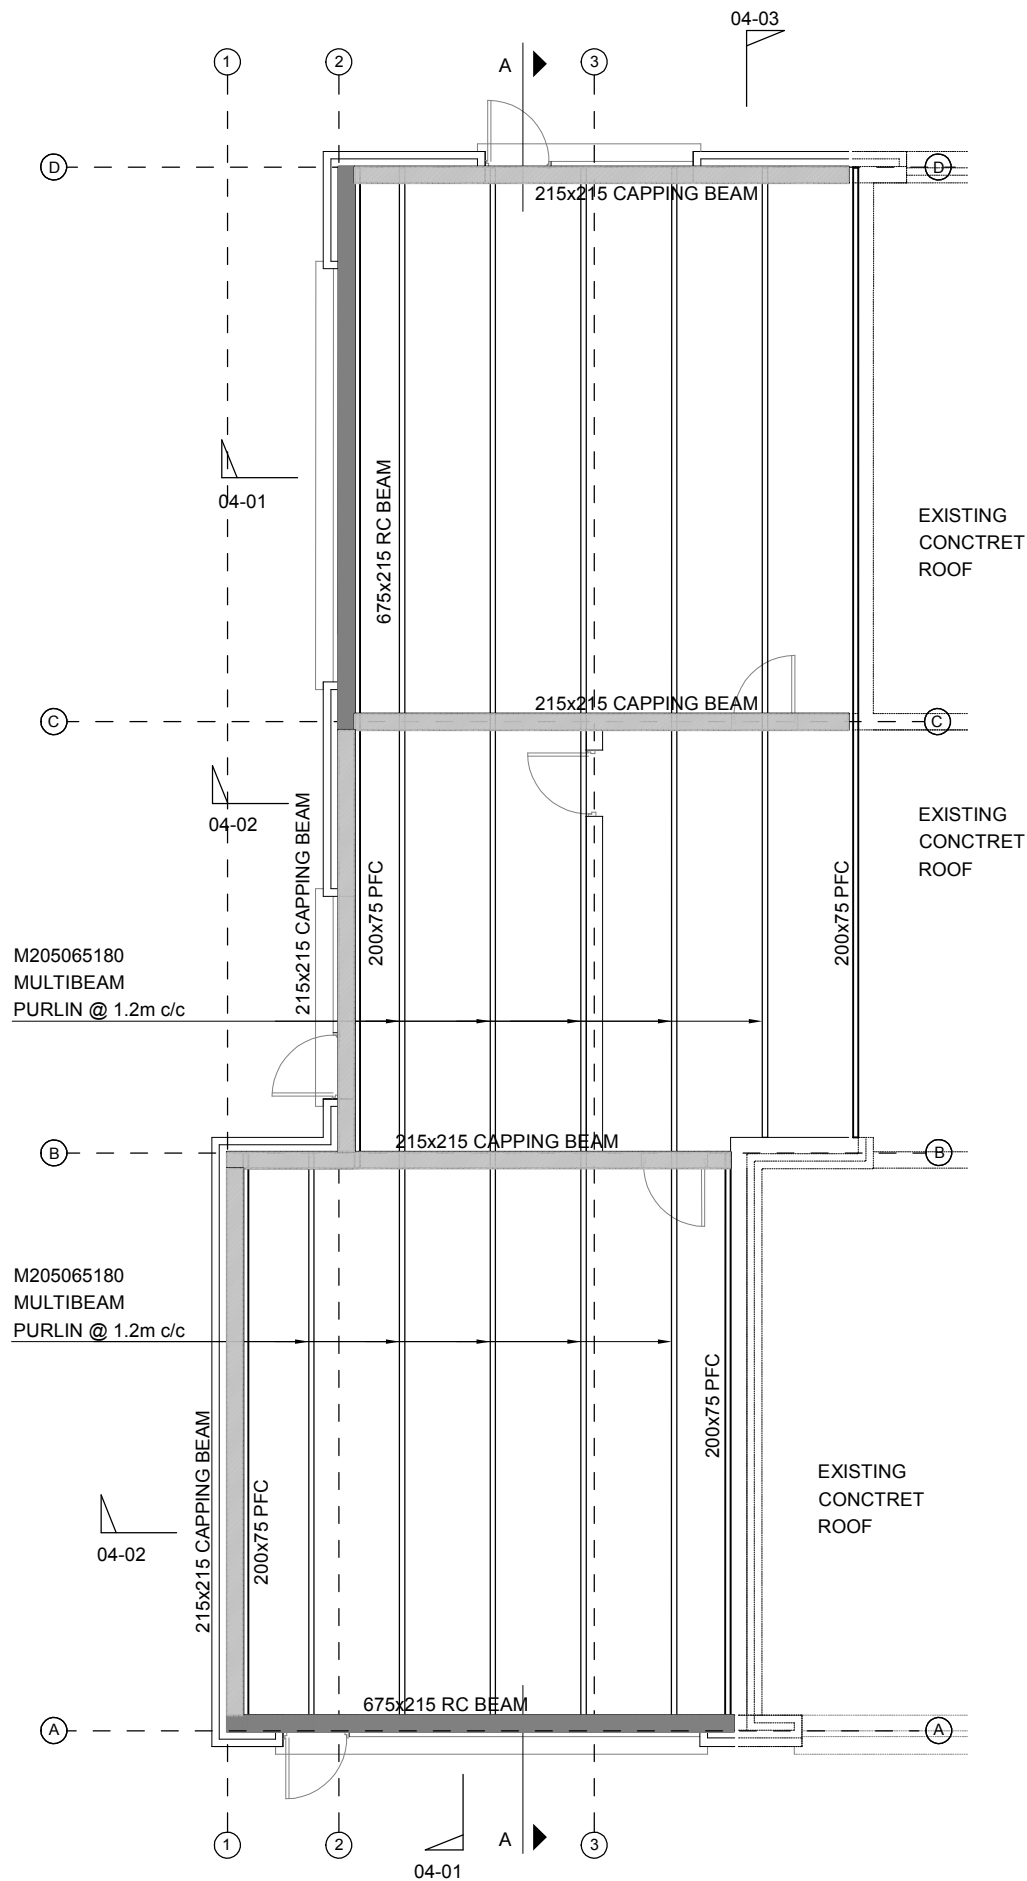 04-03
1
2
A
3
D
D
215x215 CAPPING BEAM
675x215 RC BEAM
04-01
EXISTING
CONCTRET
ROOF
215x215 CAPPING BEAM
C
C
04-02
215x215 CAPPING BEAM
200x75 PFC
200x75 PFC
EXISTING
CONCTRET
ROOF
M205065180
MULTIBEAM
PURLIN @ 1.2m c/c
215x215 CAPPING BEAM
B
B
M205065180
MULTIBEAM
PURLIN @ 1.2m c/c
200x75 PFC
215x215 CAPPING BEAM
200x75 PFC
EXISTING
CONCTRET
ROOF
04-02
675x215 RC BEAM
A
A
1
2
A
3
04-01